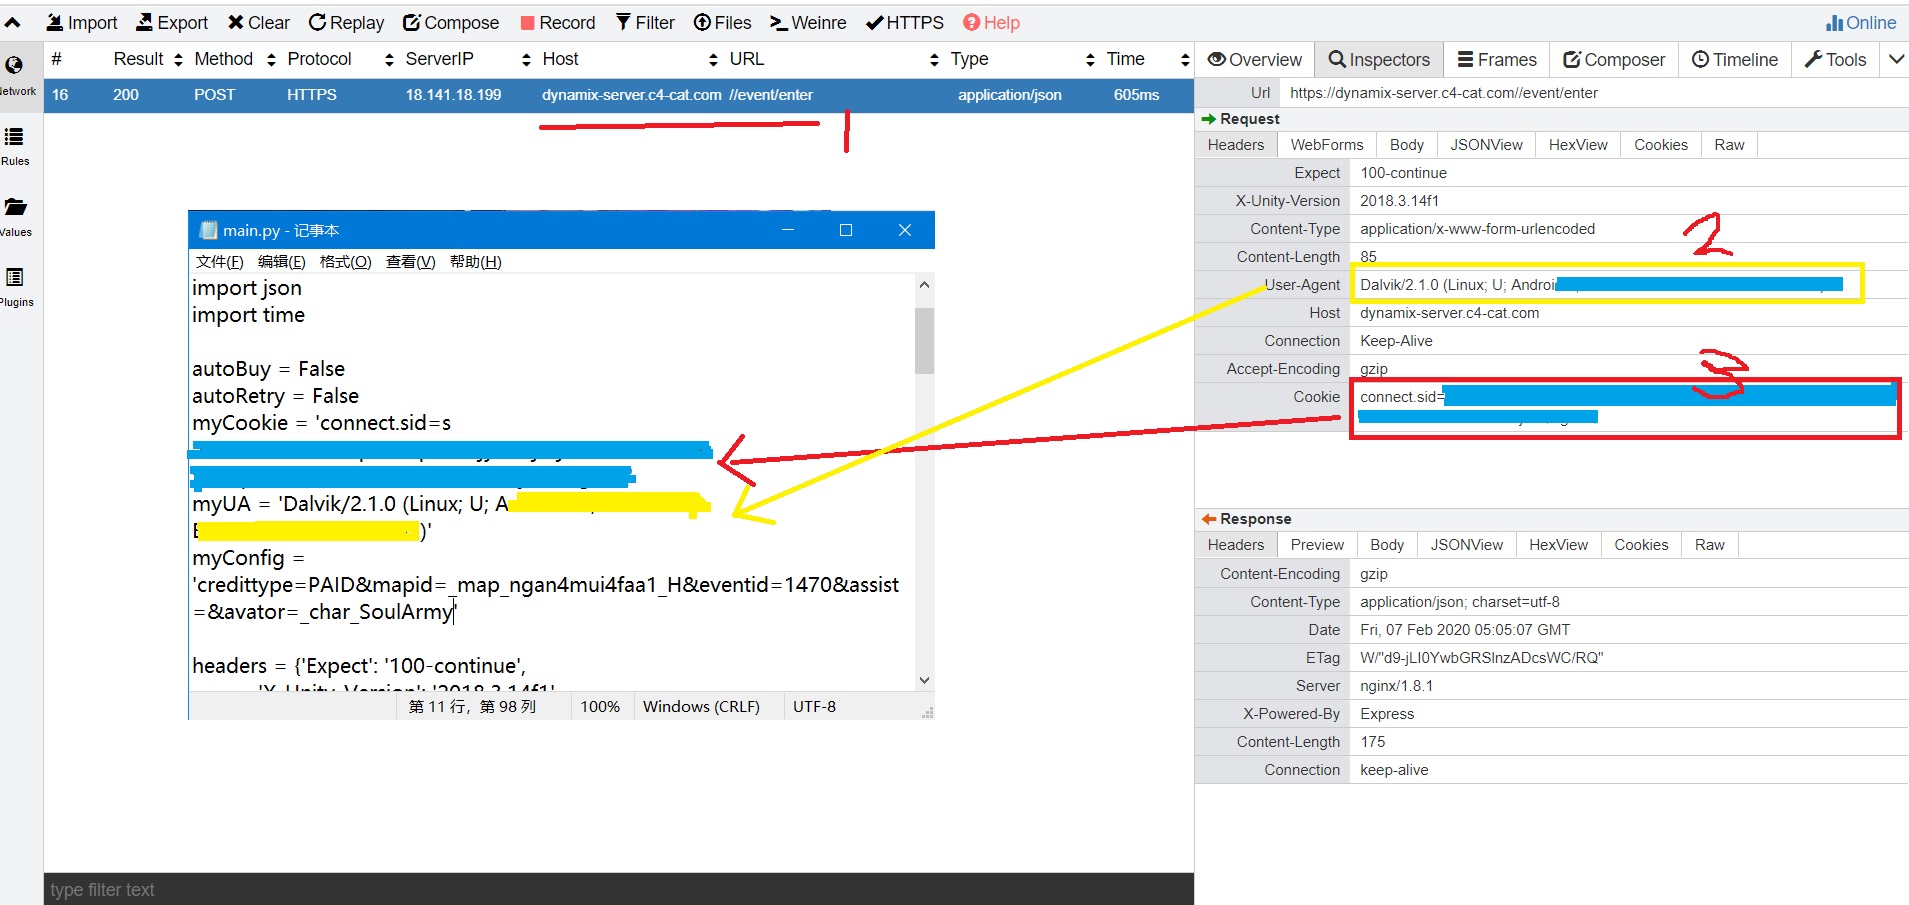 Import Export Clear Replay Compose Record Filter Files Weinre HTTPS Help Online
Network
Rules
Values
Plugins
# Result Method Protocol ServerIP Host URL Type Time
16 200 POST HTTPS 18.141.18.199 dynamix-server.c4-cat.com //event/enter application/json 605ms
1
main.py - 记事本
文件(F) 编辑(E) 格式(O) 查看(V) 帮助(H)
import json
import time
autoBuy = False
autoRetry = False
myCookie = 'connect.sid=s
myUA = 'Dalvik/2.1.0 (Linux; U; A
)'
myConfig =
'credittype=PAID&mapid=_map_ngan4mui4faa1_H&eventid=1470&assist
=&avator=_char_SoulArmy'
headers = {'Expect': '100-continue',
'X-Unity-Version': '2018.3.14f1'
第 11 行，第 98 列 100% Windows (CRLF) UTF-8
type filter text
Overview Inspectors Frames Composer Timeline Tools
Url https://dynamix-server.c4-cat.com//event/enter
Request
Headers WebForms Body JSONView HexView Cookies Raw
Expect 100-continue
X-Unity-Version 2018.3.14f1
2
Content-Type application/x-www-form-urlencoded
Content-Length 85
User-Agent Dalvik/2.1.0 (Linux; U; Androi
Host dynamix-server.c4-cat.com
Connection Keep-Alive
3
Accept-Encoding gzip
Cookie connect.sid=
Response
Headers Preview Body JSONView HexView Cookies Raw
Content-Encoding gzip
Content-Type application/json; charset=utf-8
Date Fri, 07 Feb 2020 05:05:07 GMT
ETag W/"d9-jLI0YwbGRSlnzADcsWC/RQ"
Server nginx/1.8.1
X-Powered-By Express
Content-Length 175
Connection keep-alive